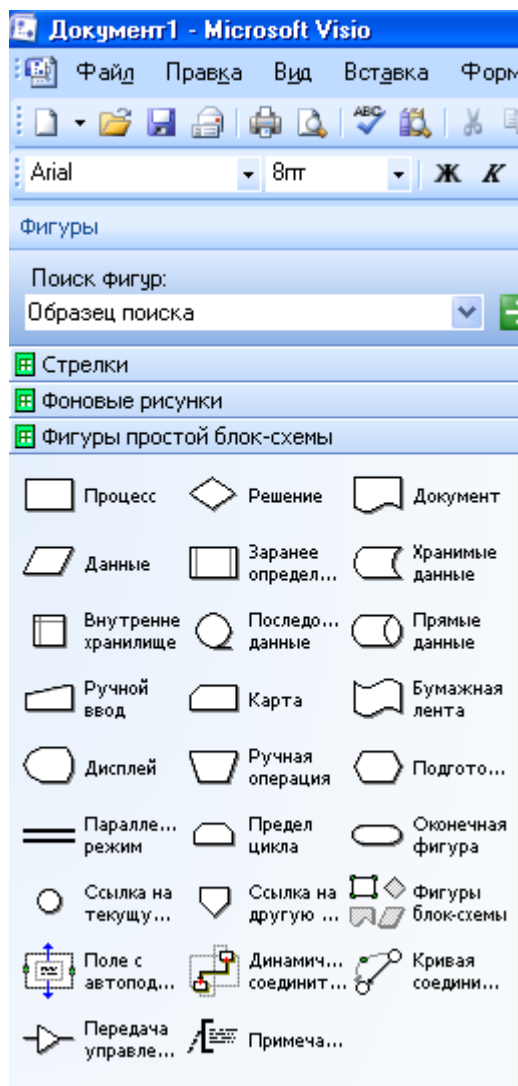 Документ1 - Microsoft Visio
Файл Правка Вид Вставка Форм
ABC
Arial 8пт Ж К
Фигуры
Поиск фигур:
Образец поиска
Стрелки
Фоновые рисунки
Фигуры простой блок-схемы
Процесс Решение Документ
Данные Заранее определ... Хранимые данные
Внутренне хранилище Последо... данные Прямые данные
Ручной ввод Карта Бумажная лента
Дисплей Ручная операция Подгото...
Паралле... режим Предел цикла Оконечная фигура
Ссылка на текущу... Ссылка на другую ... Фигуры блок-схемы
Поле с автопод... Динамич... соединит... Кривая соедини...
Передача управле... Примеча...